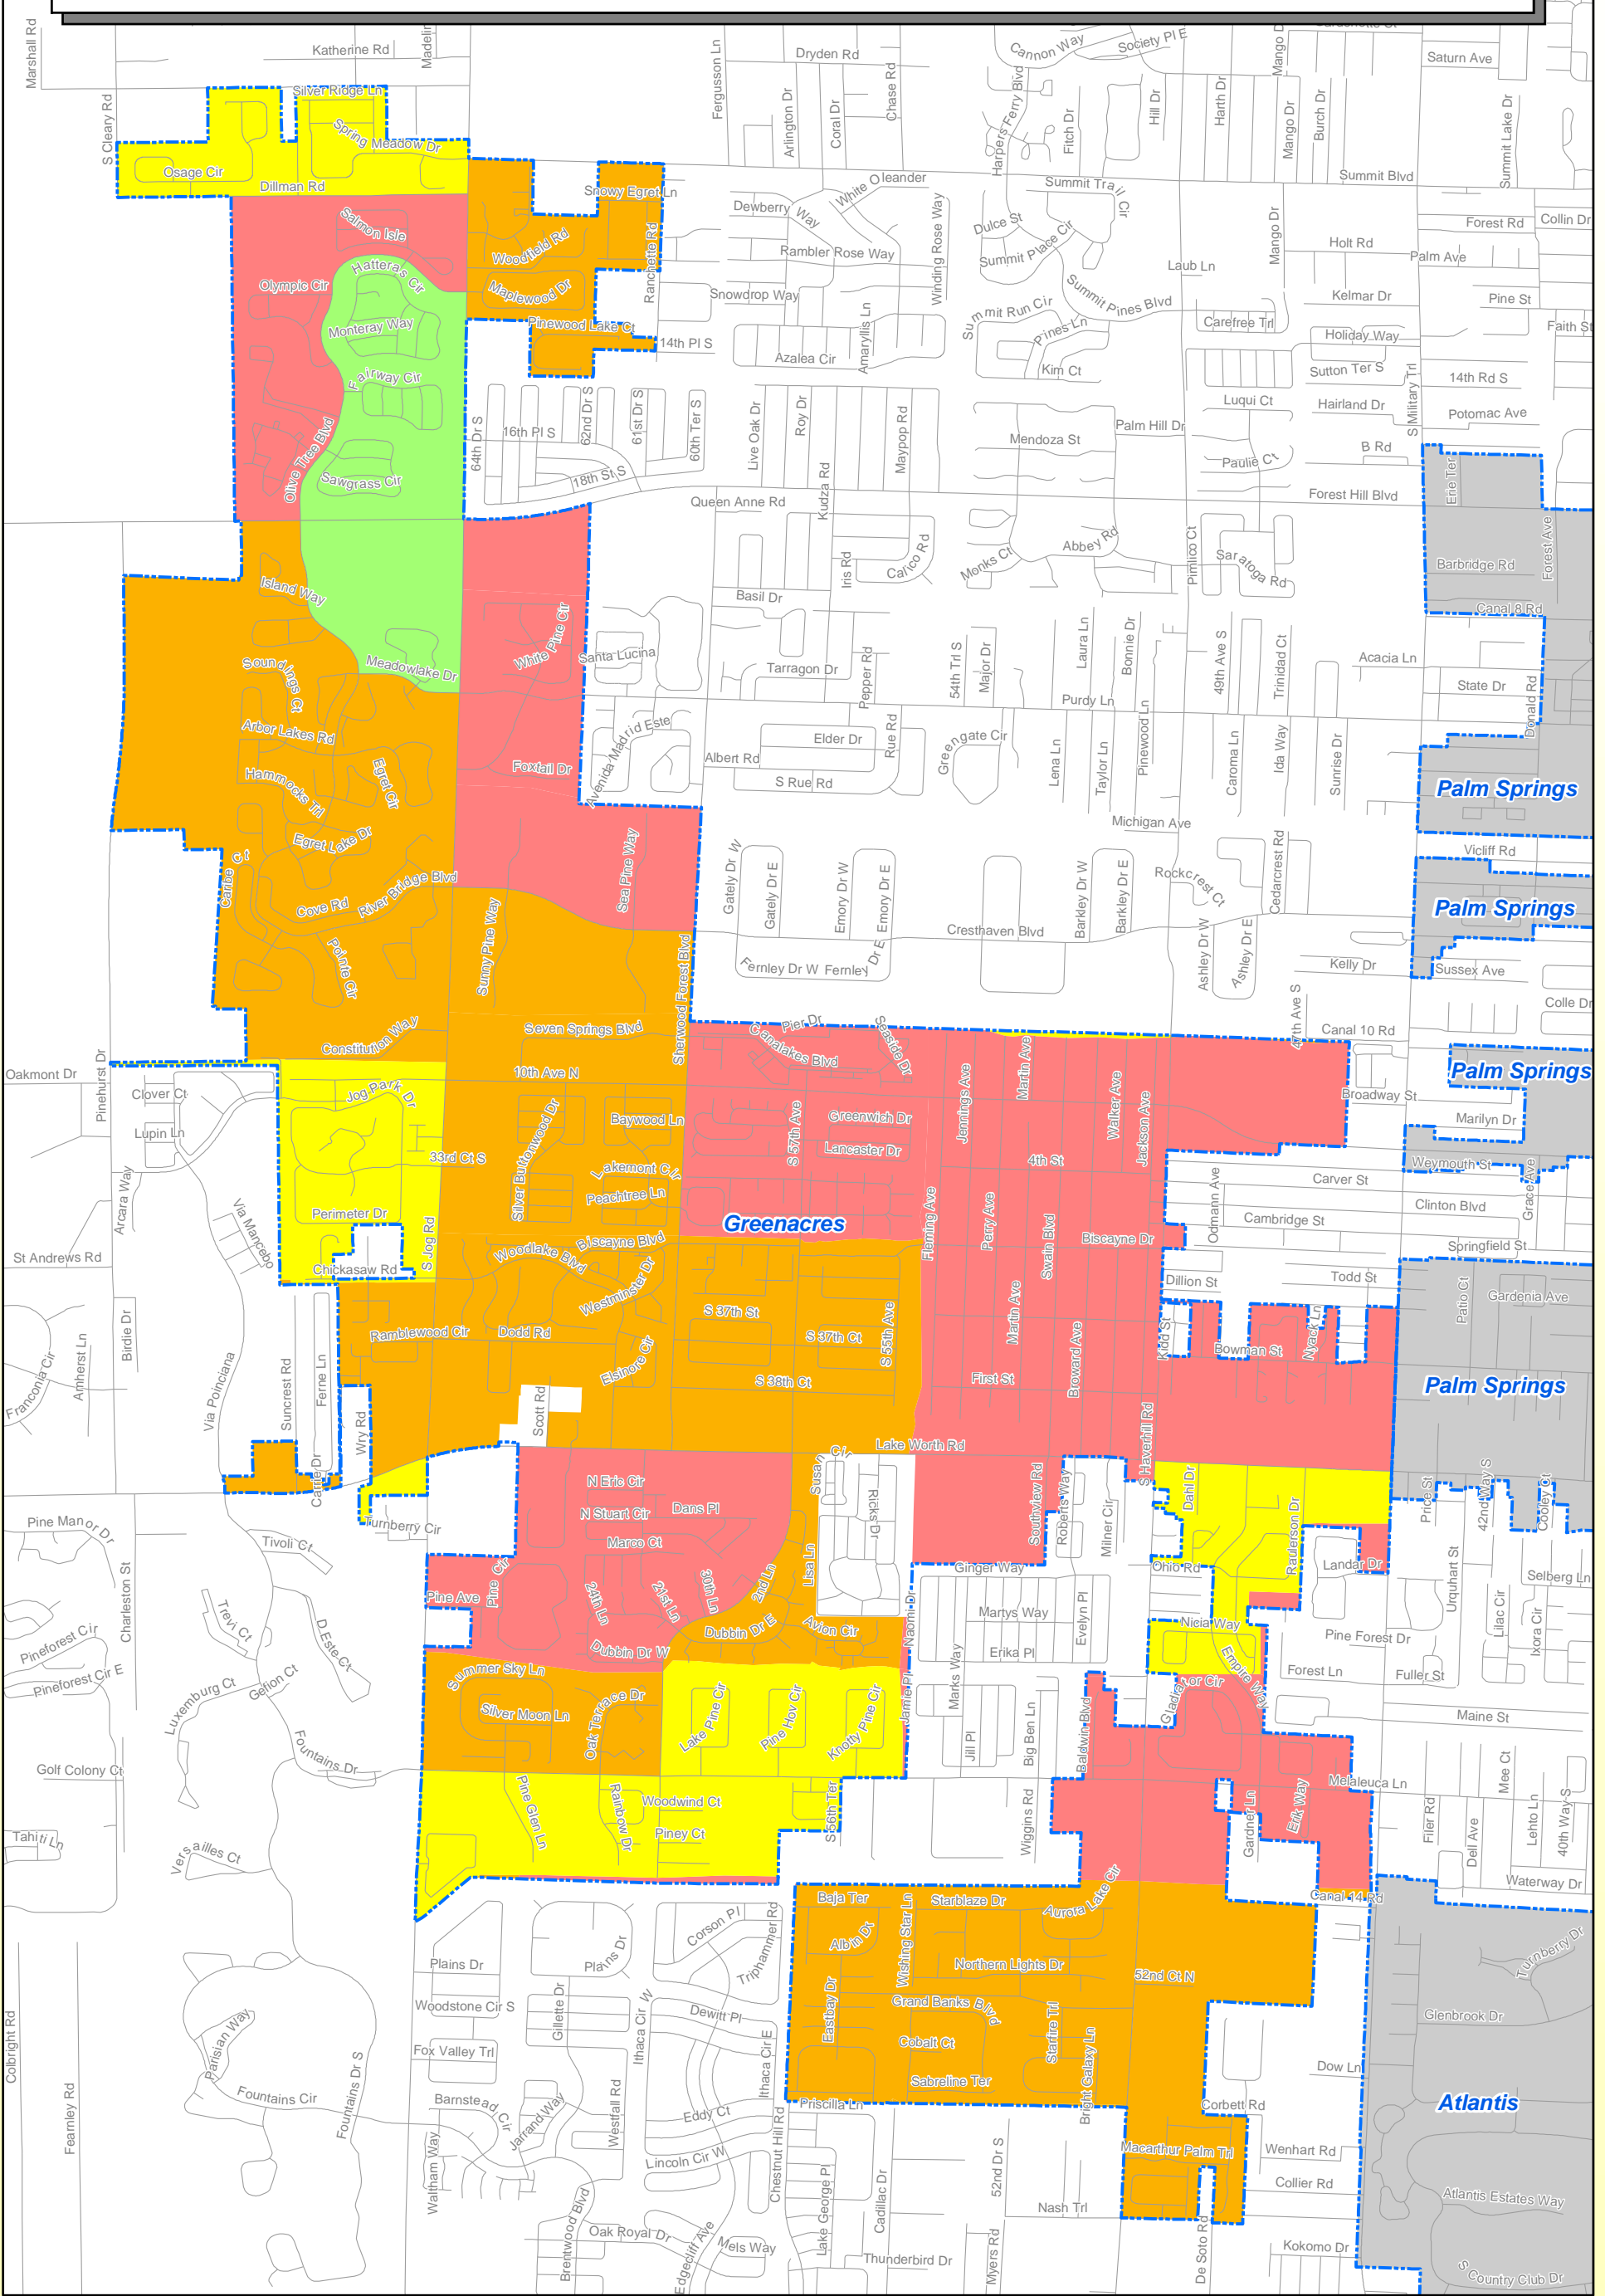 Marshall Rd
Katherine Rd
Fergusson Ln
Dryden Rd
Chase Rd
Cannon Way
Society Pl E
Saturn Ave
S Cleary Rd
Silver Ridge Ln
Spring Meadow Dr
Arlington Dr
Coral Dr
Harpers Ferry Blvd
Fitch Dr
Hill Dr
Harth Dr
Mango Dr
Burch Dr
Summit Lake Dr
Osage Cir
Dillman Rd
Snowy Egret Ln
White Oleander
Summit Trail Cir
Summit Blvd
Salmon Isle
Woodfield Rd
Ranchette Rd
Dewberry Way
Rambler Rose Way
Winding Rose Way
Dulce St
Summit Place Cir
Mango Dr
Holt Rd
Forest Rd
Collin Dr
Palm Ave
Hatteras Cir
Olympic Cir
Maplewood Dr
Snowdrop Way
Laub Ln
Summit Pines Blvd
Kelmar Dr
Pine St
Monteray Way
Pinewood Lake Ct
14th Pl S
Amaryllis Ln
Summit Run Cir
Pines Ln
Carefree Trl
Holiday Way
Faith St
Fairway Cir
Azalea Cir
Kim Ct
Sutton Ter S
14th Rd S
S Military Trl
Olive Tree Blvd
Sawgrass Cir
64th Dr S
16th Pl S
62nd Dr S
61st Dr S
60th Ter S
18th St S
Live Oak Dr
Roy Dr
Maypop Rd
Kudza Rd
Mendoza St
Palm Hill Dr
Luqui Ct
Hairland Dr
Potomac Ave
Paulie Ct
B Rd
Erie Ter
Queen Anne Rd
Forest Hill Blvd
Island Way
Iris Rd
Calico Rd
Monks Ct
Abbey Rd
Pimlico Ct
Saratoga Rd
Barbridge Rd
Forest Ave
Canal 8 Rd
White Pine Cir
Basil Dr
Soundings Ct
Meadowlake Dr
Santa Lucina
Tarragon Dr
Pepper Rd
54th Trl S
Major Dr
Laura Ln
Bonnie Dr
49th Ave S
Trinidad Ct
Acacia Ln
State Dr
Donald Rd
Purdy Ln
Arbor Lakes Rd
Avenida Madrid Este
Elder Dr
Rue Rd
Greengate Cir
Albert Rd
S Rue Rd
Lena Ln
Taylor Ln
Pinewood Ln
Caroma Ln
Ida Way
Sunrise Dr
Hammocks Trl
Egret Cir
Foxtail Dr
Palm Springs
Egret Lake Dr
Michigan Ave
Vicliff Rd
Caribe Ct
Cove Rd
River Bridge Blvd
Sea Pine Way
Gately Dr W
Gately Dr E
Emory Dr W
Emory Dr E
Barkley Dr W
Barkley Dr E
Rockcrest Ct
Cedarcrest Rd
Palm Springs
Pointe Cir
Sunny Pine Way
Sherwood Forest Blvd
Fernley Dr W
Fernley Dr E
Cresthaven Blvd
Ashley Dr W
Ashley Dr E
Kelly Dr
Sussex Ave
Colle Dr
Constitution Way
Seven Springs Blvd
Pier Dr
Canalakes Blvd
Seaside Dr
47th Ave S
Canal 10 Rd
Oakmont Dr
Pinehurst Dr
Clover Ct
Jog Park Dr
10th Ave N
Martin Ave
Palm Springs
Broadway St
Marilyn Dr
Lupin Ln
33rd Ct S
Silver Buttonwood Dr
Baywood Ln
S 57th Ave
Greenwich Dr
Lancaster Dr
Jennings Ave
Walker Ave
Jackson Ave
4th St
Weymouth St
Arcara Way
Lakemont Cir
Peachtree Ln
Carver St
Clinton Blvd
Grace Ave
Via Mancebo
Perimeter Dr
S Jog Rd
Greenacres
Fleming Ave
Perry Ave
Swain Blvd
Odmann Ave
Cambridge St
Biscayne Dr
Springfield St
St Andrews Rd
Chickasaw Rd
Woodlake Blvd
Biscayne Blvd
Westminster Dr
Dillion St
Todd St
Patio Ct
Gardenia Ave
Birdie Dr
Ramblewood Cir
Dodd Rd
Elsinore Cir
S 37th St
S 37th Ct
S 55th Ave
Martin Ave
Kidd St
Bowman St
Nyack Ln
Franconia Cir
Amherst Ln
Via Poinciana
Suncrest Rd
Ferne Ln
Wry Rd
S 38th Ct
First St
Broward Ave
Palm Springs
Scott Rd
Carrie Dr
Lake Worth Rd
S Haverhill Rd
N Eric Cir
Susan Cir
Ricks Dr
Southview Rd
Roberts Way
Milner Cir
Dahl Dr
Raulerson Dr
Price St
42nd Way S
Cooley Ct
Pine Manor Dr
Turnberry Cir
N Stuart Cir
Dans Pl
Marco Ct
Lisa Ln
Tivoli Ct
Charleston St
Pine Ave
Pine Cir
24th Ln
21st Ln
30th Ln
2nd Ln
Ginger Way
Ohio Rd
Landar Dr
Selberg Ln
Urquhart St
Lilac Cir
Ixora Cir
Trevi Ct
D Este Ct
Naomi Dr
Martys Way
Evelyn Pl
Nicia Way
Pineforest Cir
Pineforest Cir E
Dubbin Dr W
Dubbin Dr E
Avion Cir
Erika Pl
Pine Forest Dr
Empire Way
Forest Ln
Fuller St
Luxemburg Ct
Gefion Ct
Summer Sky Ln
Silver Moon Ln
Oak Terrace Dr
Lake Pine Cir
Pine Hov Cir
Knotty Pine Cir
Jamie Pl
Marks Way
Jill Pl
Big Ben Ln
Baldwin Blvd
Gladiator Cir
Maine St
Fountains Dr
Golf Colony Ct
Melaleuca Ln
Mee Ct
Pine Glen Ln
Rainbow Dr
Woodwind Ct
Piney Ct
S 56th Ter
Wiggins Rd
Gardner Ln
Erik Way
Filer Rd
Dell Ave
Lehto Ln
40th Way S
Tahiti Ln
Versailles Ct
Waterway Dr
Canal 14 Rd
Corson Pl
Triphammer Rd
Baja Ter
Wishing Star Ln
Starblaze Dr
Aurora Lake Cir
Albin Dr
Plains Dr
Plains Dr
Northern Lights Dr
52nd Ct N
Turnberry Dr
Woodstone Cir S
Gillette Dr
Ithaca Cir W
Dewitt Pl
Eastbay Dr
Grand Banks Blvd
Cobalt Ct
Starfire Trl
Glenbrook Dr
Colbright Rd
Parisian Way
Fox Valley Trl
Ithaca Cir E
Sabreline Ter
Bright Galaxy Ln
Dow Ln
Fearnley Rd
Fountains Cir
Fountains Dr S
Barnstead Cir
Jarrand Way
Westfall Rd
Eddy Ct
Priscilla Ln
Corbett Rd
Atlantis
Waltham Way
Lincoln Cir W
Chestnut Hill Rd
Lake George Pl
Cadillac Dr
52nd Dr S
Macarthur Palm Trl
Wenhart Rd
Collier Rd
Nash Trl
Atlantis Estates Way
Brentwood Blvd
Oak Royal Dr
Edgecliff Ave
Mels Way
Thunderbird Dr
Myers Rd
De Soto Rd
Kokomo Dr
S Country Club Dr